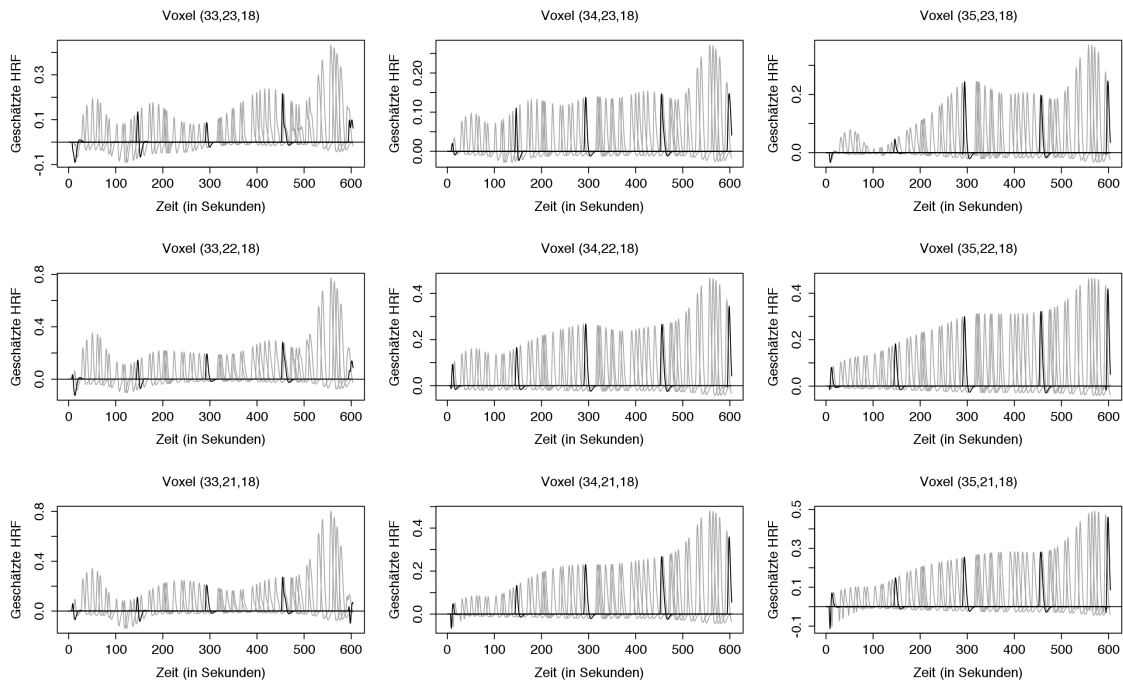 Voxel (33,23,18)
Geschätzte HRF
-0.1 0.1 0.3
0 100 200 300 400 500 600
Zeit (in Sekunden)
Voxel (34,23,18)
Geschätzte HRF
0.00 0.10 0.20
0 100 200 300 400 500 600
Zeit (in Sekunden)
Voxel (35,23,18)
Geschätzte HRF
0.0 0.2
0 100 200 300 400 500 600
Zeit (in Sekunden)
Voxel (33,22,18)
Geschätzte HRF
0.0 0.4 0.8
0 100 200 300 400 500 600
Zeit (in Sekunden)
Voxel (34,22,18)
Geschätzte HRF
0.0 0.2 0.4
0 100 200 300 400 500 600
Zeit (in Sekunden)
Voxel (35,22,18)
Geschätzte HRF
0.0 0.2 0.4
0 100 200 300 400 500 600
Zeit (in Sekunden)
Voxel (33,21,18)
Geschätzte HRF
0.0 0.4 0.8
0 100 200 300 400 500 600
Zeit (in Sekunden)
Voxel (34,21,18)
Geschätzte HRF
0.0 0.2 0.4
0 100 200 300 400 500 600
Zeit (in Sekunden)
Voxel (35,21,18)
Geschätzte HRF
-0.1 0.1 0.3 0.5
0 100 200 300 400 500 600
Zeit (in Sekunden)